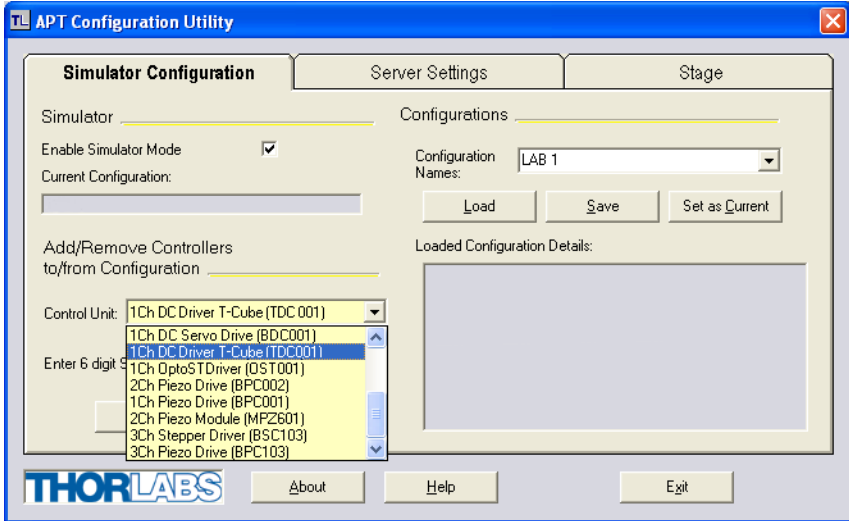 TL APT Configuration Utility
Simulator Configuration
Server Settings
Stage
Simulator
Enable Simulator Mode
Current Configuration:
Add/Remove Controllers
to/from Configuration
Control Unit: 1Ch DC Driver T-Cube (TDC001)
1Ch DC Servo Drive (BDC001)
1Ch DC Driver T-Cube (TDC001)
1Ch OptoSTDriver (OST001)
2Ch Piezo Drive (BPC002)
1Ch Piezo Drive (BPC001)
2Ch Piezo Module (MPZ601)
3Ch Stepper Driver (BSC103)
3Ch Piezo Drive (BPC103)
Enter 6 digit S
Configurations
Configuration
Names:
LAB 1
Load
Save
Set as Current
Loaded Configuration Details:
THORLABS
About
Help
Exit